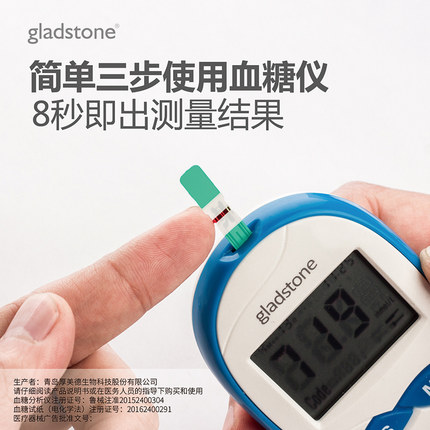 gladstone®
简单三步使用血糖仪
8秒即出测量结果
gladstone
生产者：青岛厚美德生物科技股份有限公司
请仔细阅读产品说明书或在医务人员的指导下购买和使用
血糖分析仪注册证号：鲁械注准20152400304
血糖试纸（电化学法）注册证号：20162400291
医疗器械广告批准文号：